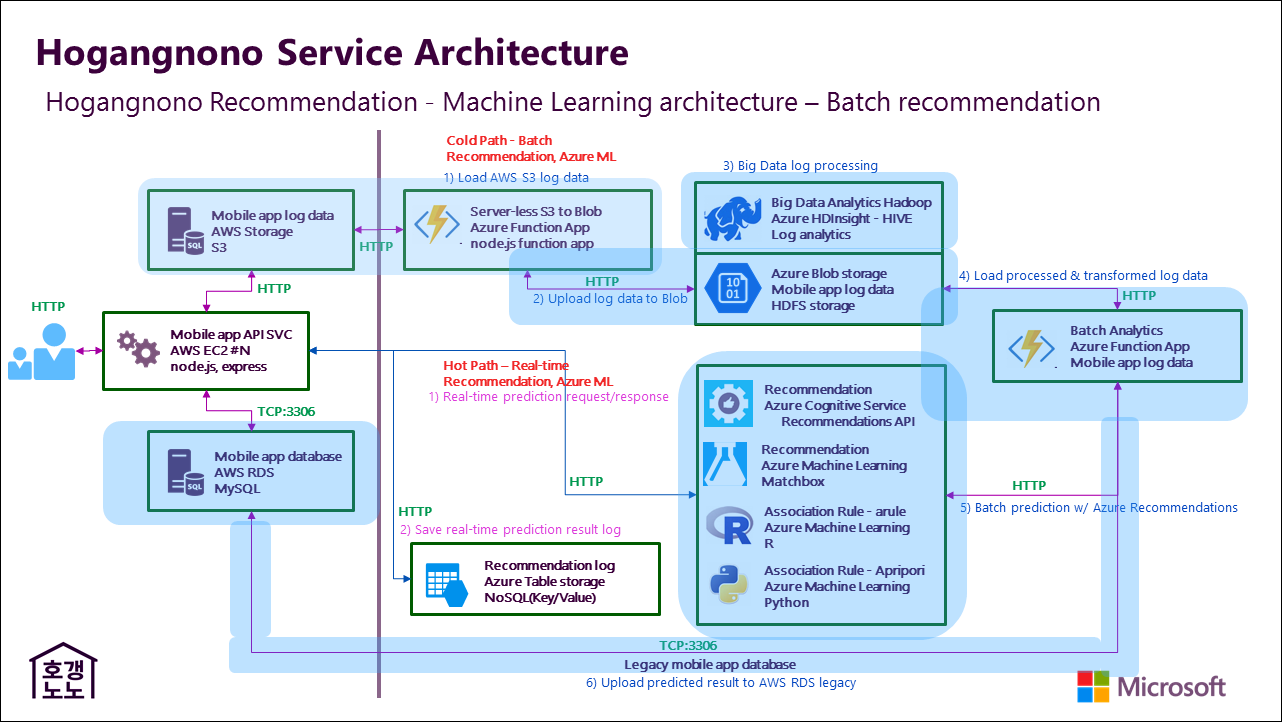 Hogangnono Service Architecture
Hogangnono Recommendation - Machine Learning architecture – Batch recommendation
Cold Path - Batch
Recommendation, Azure ML
1) Load AWS S3 log data
3) Big Data log processing
Mobile app log data
AWS Storage
S3
SQL
HTTP
Server-less S3 to Blob
Azure Function App
node.js function app
Big Data Analytics Hadoop
Azure HDInsight - HIVE
Log analytics
HTTP
2) Upload log data to Blob
10
01
Azure Blob storage
Mobile app log data
HDFS storage
4) Load processed & transformed log data
HTTP
HTTP
HTTP
Mobile app API SVC
AWS EC2 #N
node.js, express
Batch Analytics
Azure Function App
Mobile app log data
Hot Path – Real-time
Recommendation, Azure ML
1) Real-time prediction request/response
TCP:3306
Recommendation
Azure Cognitive Service
Recommendations API
Mobile app database
AWS RDS
MySQL
SQL
Recommendation
Azure Machine Learning
Matchbox
HTTP
HTTP
5) Batch prediction w/ Azure Recommendations
HTTP
2) Save real-time prediction result log
Association Rule - arule
Azure Machine Learning
R
R
Recommendation log
Azure Table storage
NoSQL(Key/Value)
Association Rule - Apripori
Azure Machine Learning
Python
TCP:3306
Legacy mobile app database
6) Upload predicted result to AWS RDS legacy
호갱
노노
Microsoft